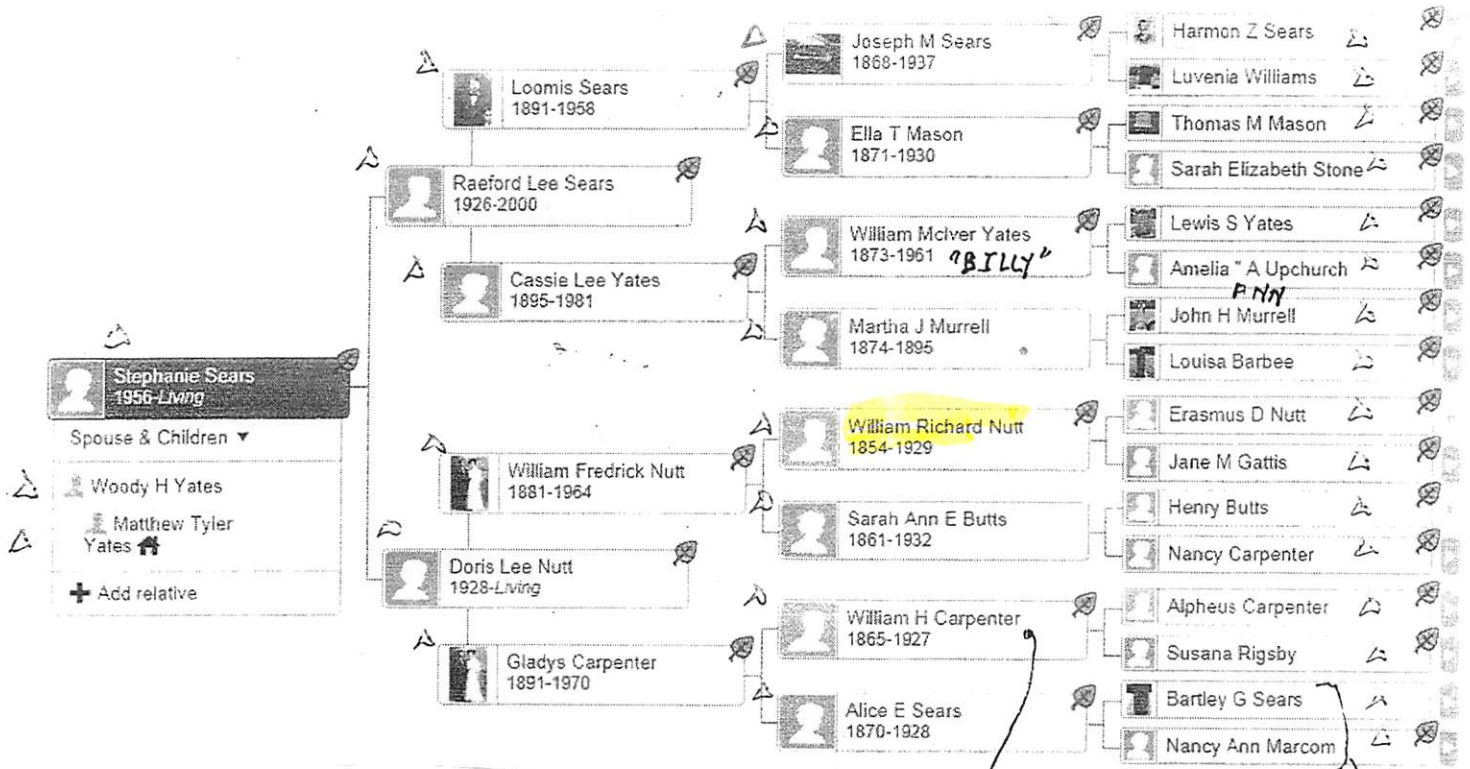 Stephanie Sears
1956-Living
Spouse & Children ▼
Woody H Yates
Matthew Tyler
Yates
+ Add relative
Raeford Lee Sears
1926-2000
Doris Lee Nutt
1928-Living
Loomis Sears
1891-1958
Cassie Lee Yates
1895-1981
William Fredrick Nutt
1881-1964
Gladys Carpenter
1891-1970
Joseph M Sears
1868-1937
Ella T Mason
1871-1930
William McIver Yates
1873-1961 "BILLY"
Martha J Murrell
1874-1895
William Richard Nutt
1854-1929
Sarah Ann E Butts
1861-1932
William H Carpenter
1865-1927
Alice E Sears
1870-1928
Harmon Z Sears
Luvenia Williams
Thomas M Mason
Sarah Elizabeth Stone
Lewis S Yates
Amelia " A Upchurch
ANN
John H Murrell
Louisa Barbee
Erasmus D Nutt
Jane M Gattis
Henry Butts
Nancy Carpenter
Alpheus Carpenter
Susana Rigsby
Bartley G Sears
Nancy Ann Marcom